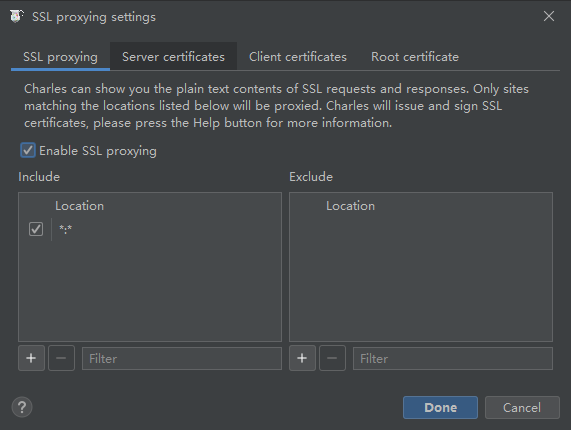 SSL proxying settings
SSL proxying Server certificates Client certificates Root certificate
Charles can show you the plain text contents of SSL requests and responses. Only sites
matching the locations listed below will be proxied. Charles will issue and sign SSL
certificates, please press the Help button for more information.
Enable SSL proxying
Include Exclude
Location Location
*:*
+ − Filter + − Filter
? Done Cancel